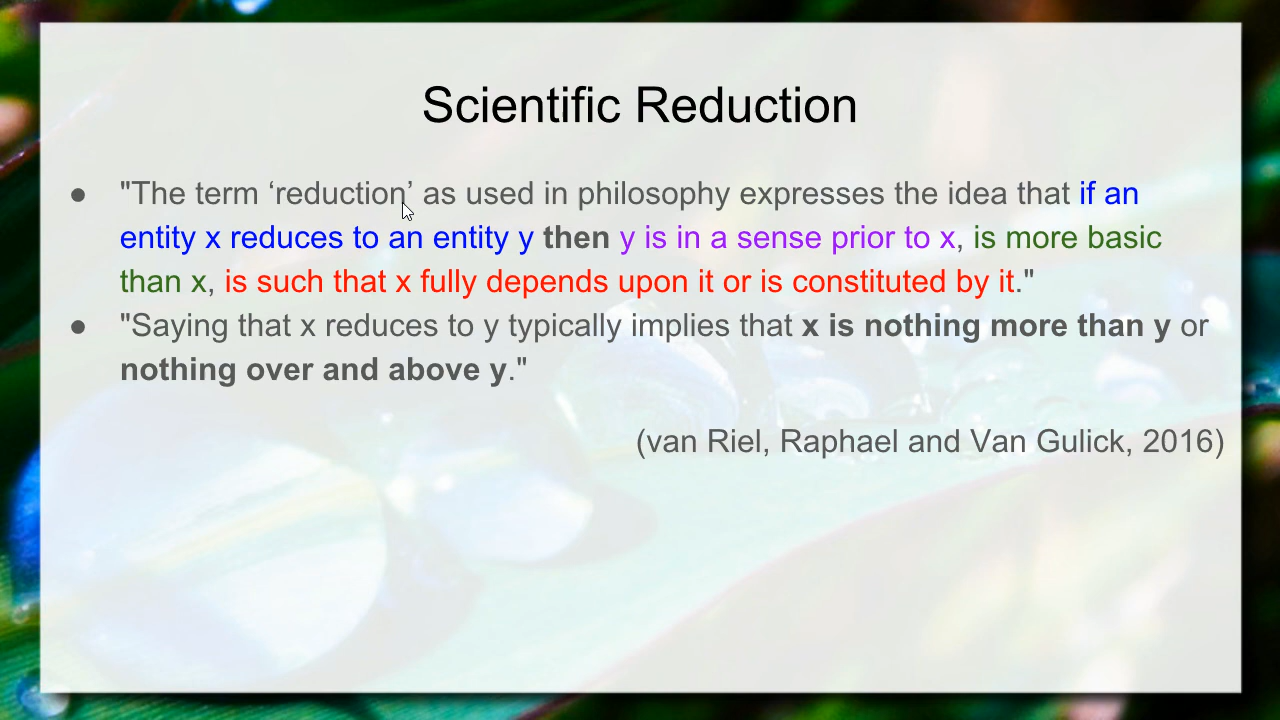 Scientific Reduction
● "The term ‘reduction’ as used in philosophy expresses the idea that if an
entity x reduces to an entity y then y is in a sense prior to x, is more basic
than x, is such that x fully depends upon it or is constituted by it."
● "Saying that x reduces to y typically implies that x is nothing more than y or
nothing over and above y."
(van Riel, Raphael and Van Gulick, 2016)